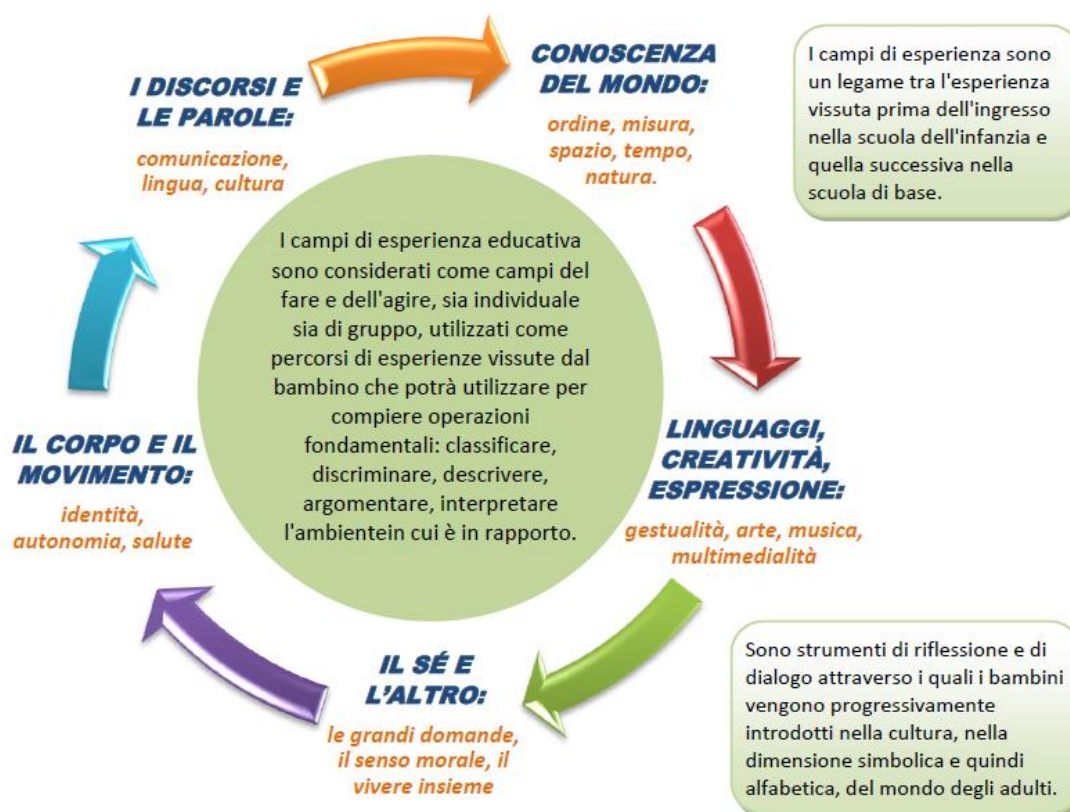 I DISCORSI E
LE PAROLE:
comunicazione,
lingua, cultura
CONOSCENZA
DEL MONDO:
ordine, misura,
spazio, tempo,
natura.
I campi di esperienza sono
un legame tra l'esperienza
vissuta prima dell'ingresso
nella scuola dell'infanzia e
quella successiva nella
scuola di base.
I campi di esperienza educativa
sono considerati come campi del
fare e dell'agire, sia individuale
sia di gruppo, utilizzati come
percorsi di esperienze vissute dal
bambino che potrà utilizzare per
compiere operazioni
fondamentali: classificare,
discriminare, descrivere,
argomentare, interpretare
l'ambientein cui è in rapporto.
IL CORPO E IL
MOVIMENTO:
identità,
autonomia, salute
LINGUAGGI,
CREATIVITÀ,
ESPRESSIONE:
gestualità, arte, musica,
multimedialità
IL SÉ E
L’ALTRO:
le grandi domande,
il senso morale, il
vivere insieme
Sono strumenti di riflessione e di
dialogo attraverso i quali i bambini
vengono progressivamente
introdotti nella cultura, nella
dimensione simbolica e quindi
alfabetica, del mondo degli adulti.